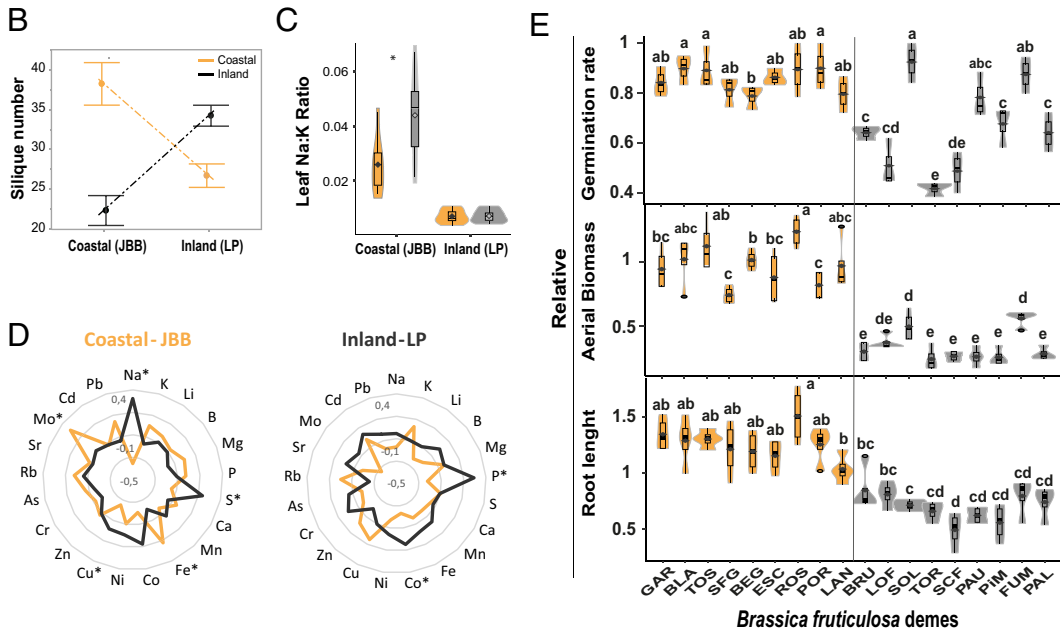 B
Silique number
40
35
30
25
20
Coastal
Inland
Coastal (JBB)
Inland (LP)
C
Leaf Na:K Ratio
0.06
0.04
0.02
*
Coastal (JBB)
Inland (LP)
D
Coastal-JBB
Na*
K
Li
B
Mg
P
S*
Ca
Mn
Fe*
Co
Ni
Cu*
Zn
Cr
As
Rb
Sr
Mo*
Cd
Pb
0,4
-0,1
-0,5
Inland-LP
Na
K
Li
B
Mg
P*
S
Ca
Mn
Fe
Co*
Ni
Cu
Zn
Cr
As
Rb
Sr
Mo
Cd
Pb
0,4
-0,1
-0,5
E
Relative
Germination rate
1
0.8
0.6
0.4
ab a a ab b ab ab a ab c cd a e de abc c ab c
Aerial Biomass
1
0.5
bc ab ab c b bc a c abc e de d e e e e d e
Root lenght
1.5
1
0.5
ab ab ab ab ab ab a ab b bc bc c cd d cd cd cd cd
GAR BLA TOS SFG BEG ESC ROS POR LAN BRU LOF SOL TOR SCF PAU PiM FUM PAL
Brassica fruticulosa demes